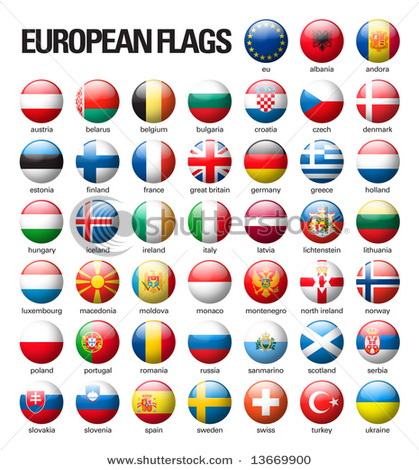 EUROPEAN FLAGS
eu albania andora
austria belarus belgium bulgaria croatia czech denmark
estonia finland france great britain germany greece holland
shutterstock
hungary iceland ireland italy latvia lichtenstein lithuania
luxembourg macedonia moldova monaco montenegro north ireland norway
poland portugal romania russia sanmarino scotland serbia
slovakia slovenia spain sweden swiss turkey ukraine
www.shutterstock.com · 13669900